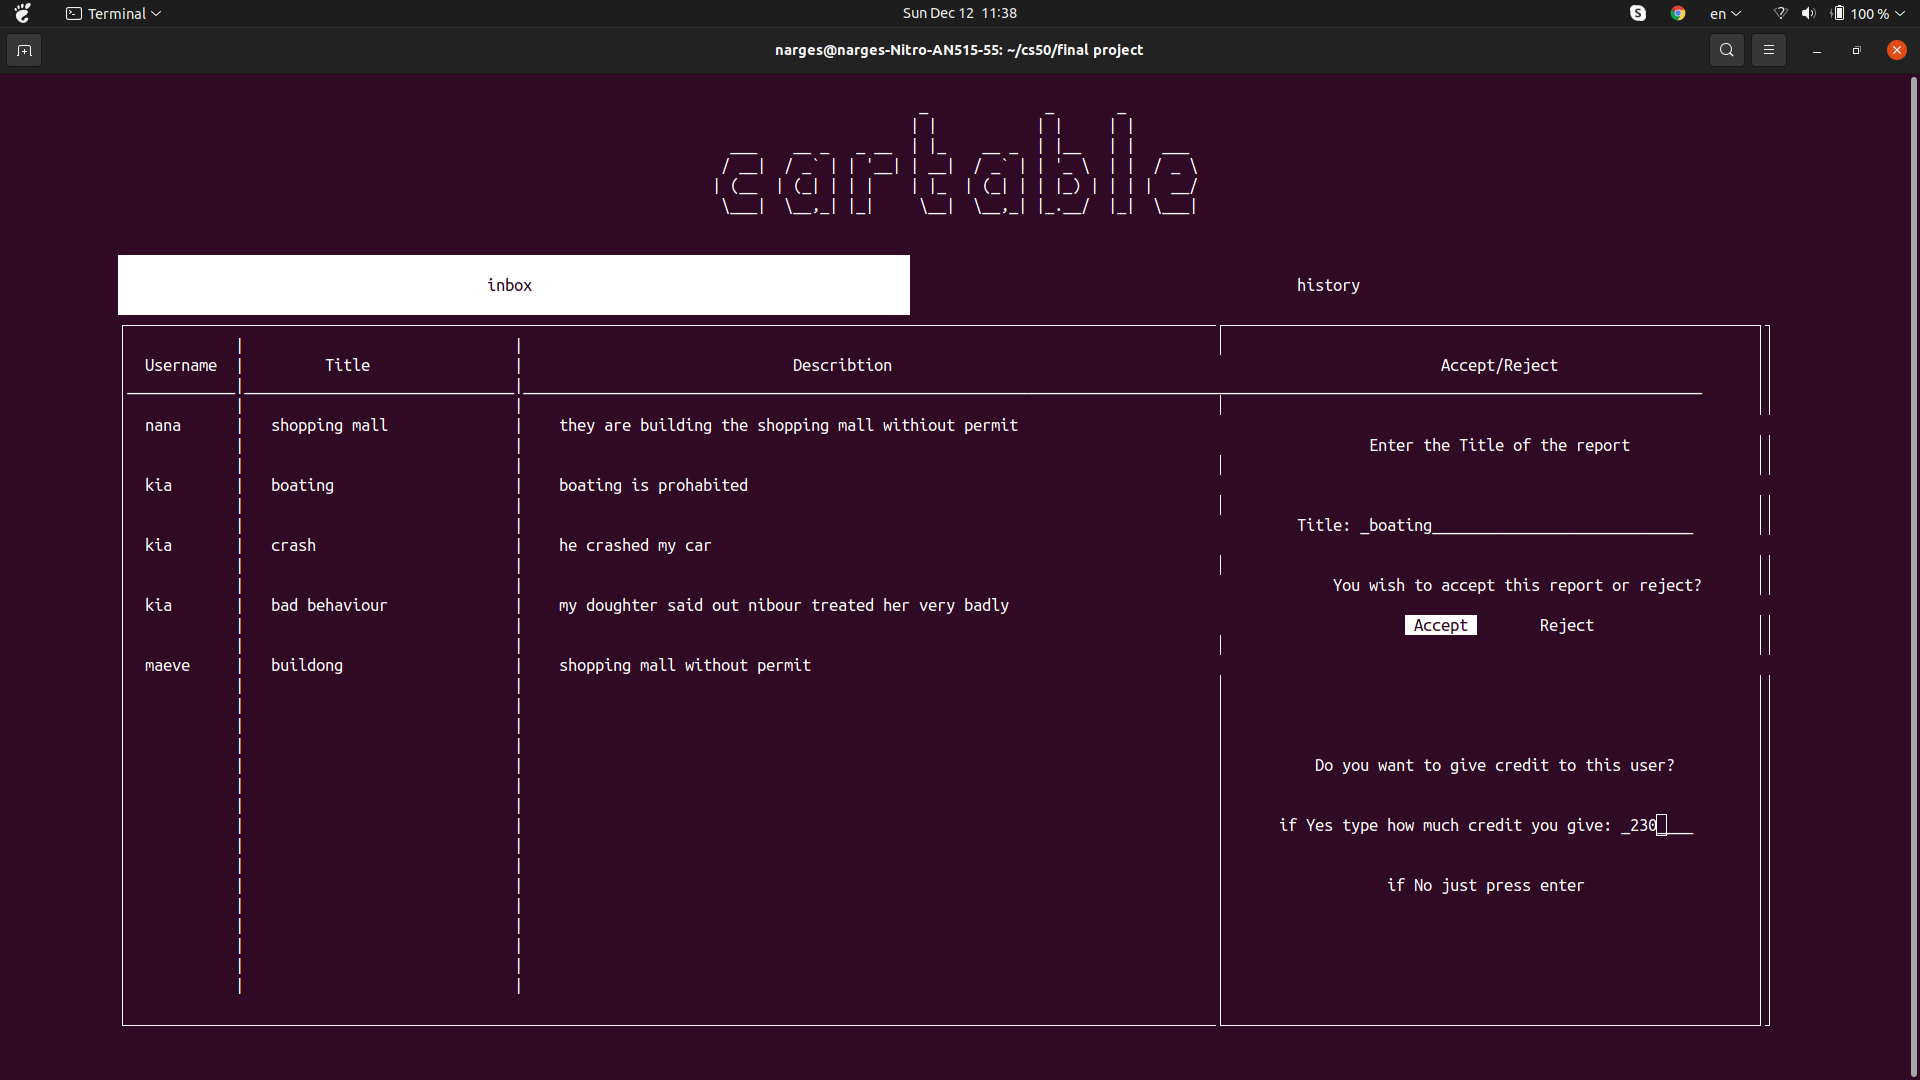 Terminal
Sun Dec 12 11:38
en
100 %
narges@narges-Nitro-AN515-55: ~/cs50/final project
cartable
inbox
history
Username
Title
Describtion
Accept/Reject
nana
shopping mall
they are building the shopping mall withiout permit
kia
boating
boating is prohabited
kia
crash
he crashed my car
kia
bad behaviour
my doughter said out nibour treated her very badly
maeve
buildong
shopping mall without permit
Enter the Title of the report
Title: _boating_____________________________
You wish to accept this report or reject?
Accept
Reject
Do you want to give credit to this user?
if Yes type how much credit you give: _230____
if No just press enter